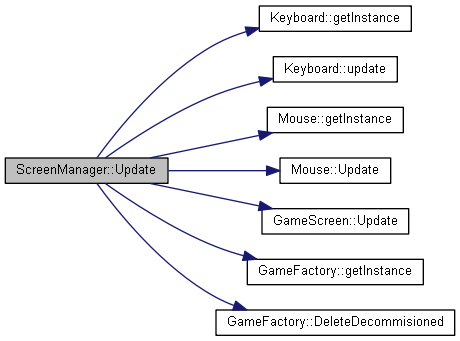 Keyboard::getInstance
Keyboard::update
Mouse::getInstance
ScreenManager::Update
Mouse::Update
GameScreen::Update
GameFactory::getInstance
GameFactory::DeleteDecommisioned